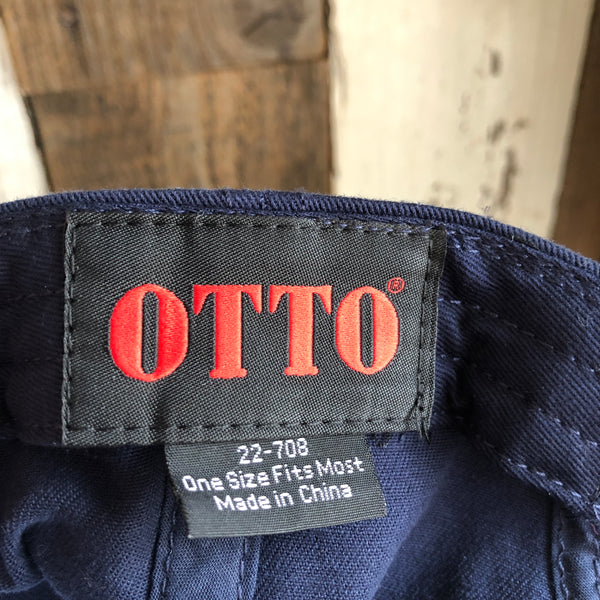 OTTO®
22-708
One Size Fits Most
Made in China